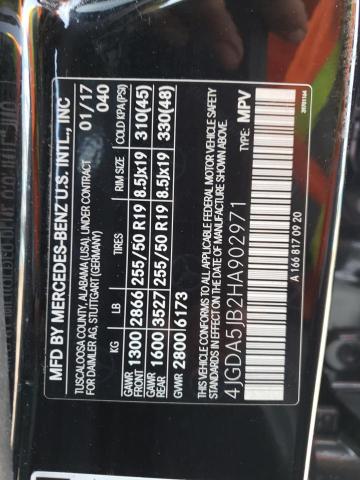 MFD BY MERCEDES-BENZ U.S. INTL., INC
TUSCALOOSA COUNTY, ALABAMA (USA), UNDER CONTRACT
FOR DAIMLER AG, STUTTGART (GERMANY)
01/17
040
KG LB TIRES RIM SIZE COLD KPA/(PSI)
GAWR FRONT 1300 2866 255/50 R19 8.5Jx19 310(45)
GAWR REAR 1600 3527 255/50 R19 8.5Jx19 330(48)
GVWR 2800 6173
THIS VEHICLE CONFORMS TO ALL APPLICABLE FEDERAL MOTOR VEHICLE SAFETY
STANDARDS IN EFFECT ON THE DATE OF MANUFACTURE SHOWN ABOVE.
4JGDA5JB2HA902971 TYPE: MPV
A 166 817 09 20